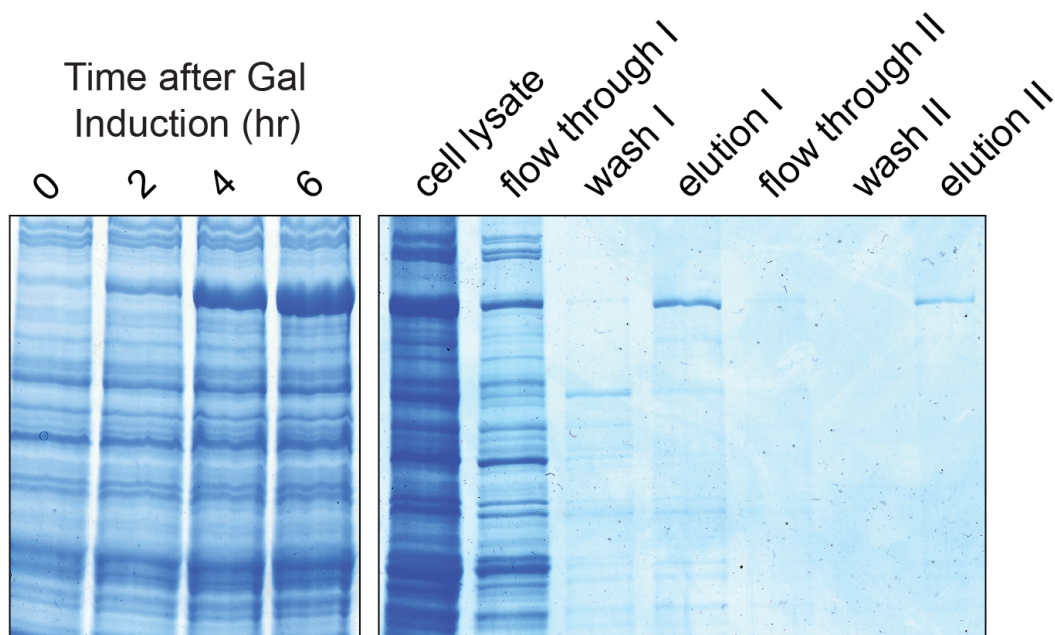 Time after Gal
Induction (hr)
0
2
4
6
cell lysate
flow through I
wash I
elution I
flow through II
wash II
elution II